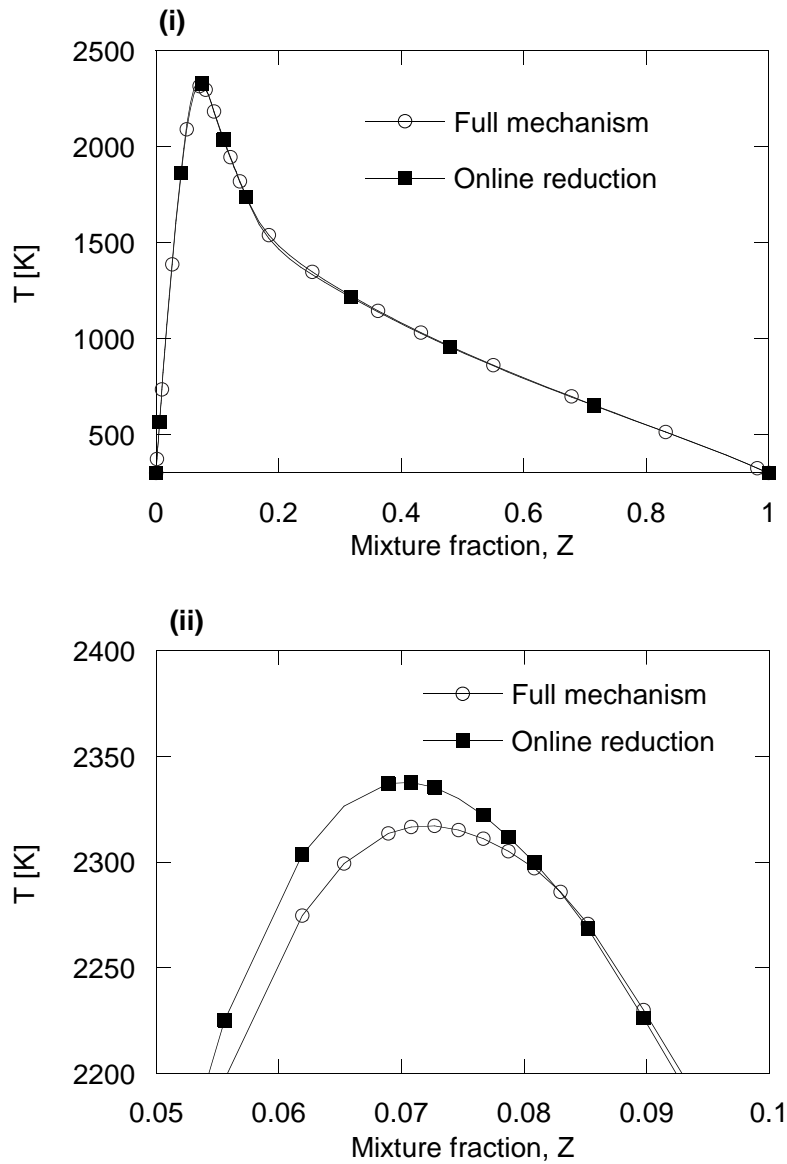 (i)
2500
2000
1500
1000
500
T [K]
Full mechanism
Online reduction
0 0.2 0.4 0.6 0.8 1
Mixture fraction, Z
(ii)
2400
2350
2300
2250
2200
T [K]
Full mechanism
Online reduction
0.05 0.06 0.07 0.08 0.09 0.1
Mixture fraction, Z